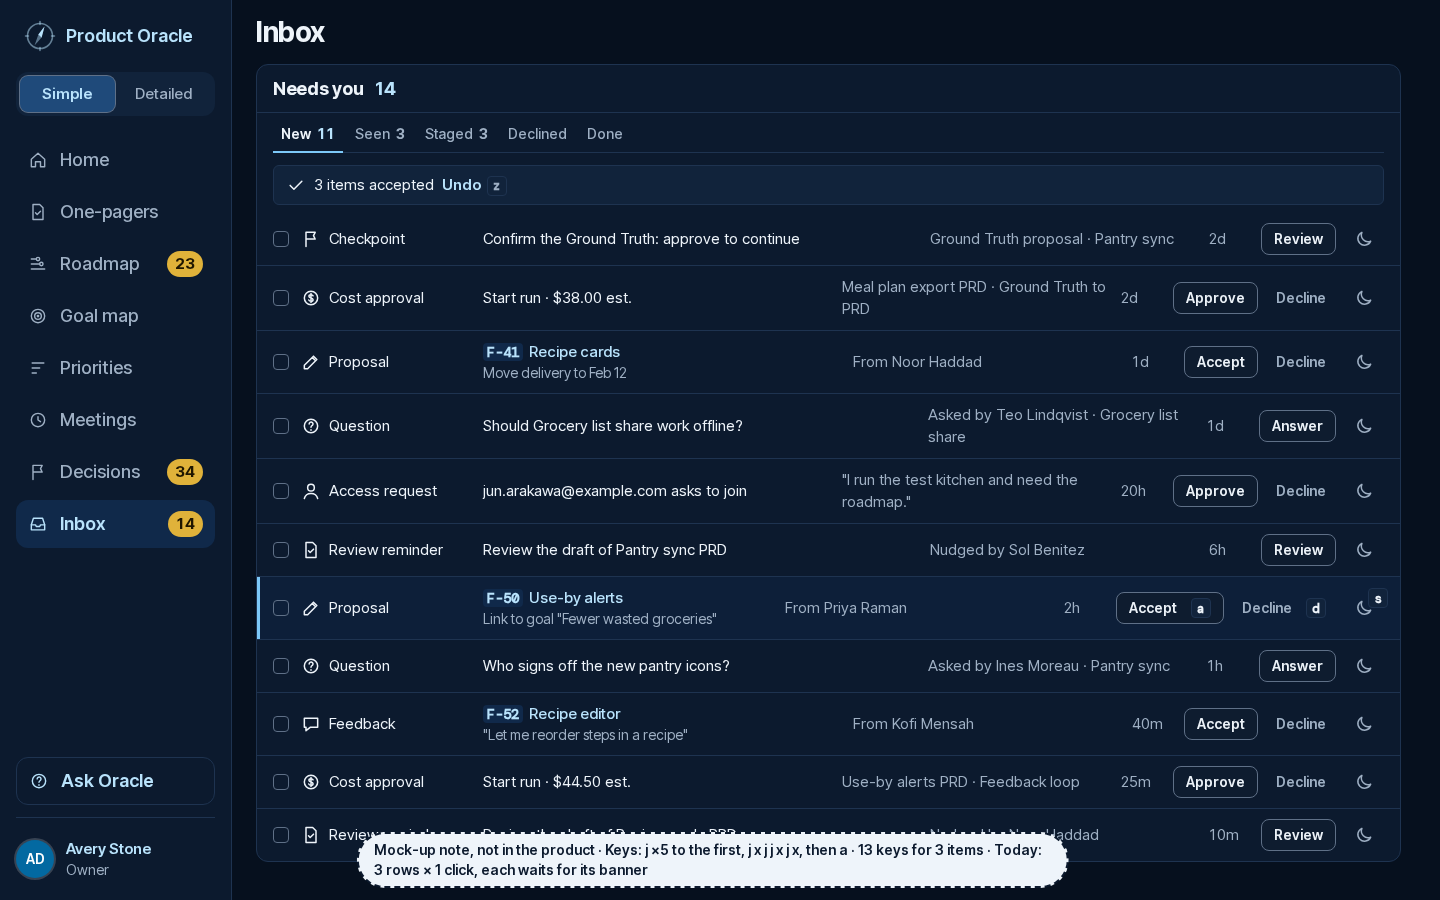 Product Oracle
Simple
Detailed
Home
One-pagers
Roadmap 23
Goal map
Priorities
Meetings
Decisions 34
Inbox 14
Ask Oracle
AD
Avery Stone
Owner
Inbox
Needs you 14
New 11 Seen 3 Staged 3 Declined Done
3 items accepted Undo z
Checkpoint Confirm the Ground Truth: approve to continue Ground Truth proposal · Pantry sync 2d Review
Cost approval Start run · $38.00 est. Meal plan export PRD · Ground Truth to
PRD 2d Approve Decline
Proposal F-41 Recipe cards
Move delivery to Feb 12 From Noor Haddad 1d Accept Decline
Question Should Grocery list share work offline? Asked by Teo Lindqvist · Grocery list
share 1d Answer
Access request jun.arakawa@example.com asks to join "I run the test kitchen and need the
roadmap." 20h Approve Decline
Review reminder Review the draft of Pantry sync PRD Nudged by Sol Benitez 6h Review
Proposal F-50 Use-by alerts
Link to goal "Fewer wasted groceries" From Priya Raman 2h Accept a Decline d s
Question Who signs off the new pantry icons? Asked by Ines Moreau · Pantry sync 1h Answer
Feedback F-52 Recipe editor
"Let me reorder steps in a recipe" From Kofi Mensah 40m Accept Decline
Cost approval Start run · $44.50 est. Use-by alerts PRD · Feedback loop 25m Approve Decline
Review Haddad 10m Review
Mock-up note, not in the product · Keys: j ×5 to the first, j x j j x j x, then a · 13 keys for 3 items · Today:
3 rows × 1 click, each waits for its banner